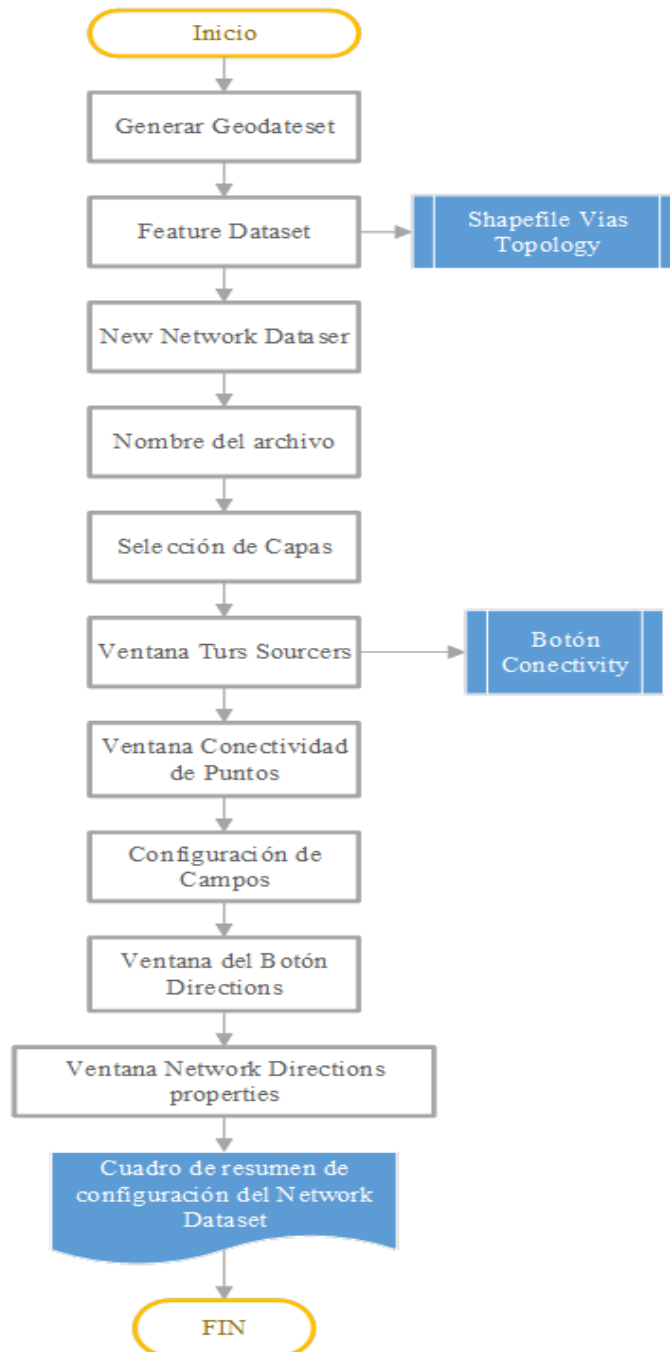 Inicio
Generar Geodateset
Feature Dataset
Shapefile Vias
Topology
New Network Dataser
Nombre del archivo
Selección de Capas
Ventana Turs Sourcers
Botón
Conectivity
Ventana Conectividad
de Puntos
Configuración de
Campos
Ventana del Botón
Directions
Ventana Network Directions
properties
Cuadro de resumen de
configuración del Network
Dataset
FIN